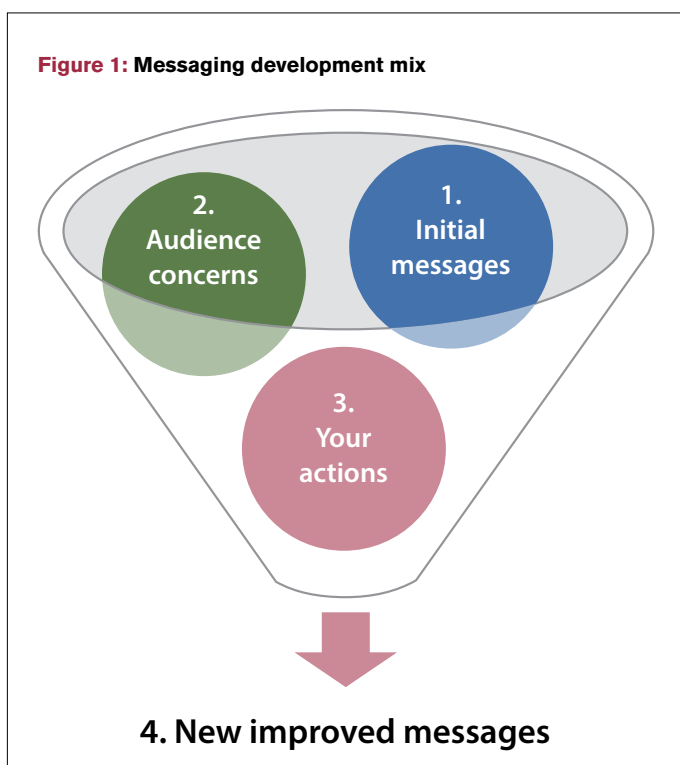 Figure 1: Messaging development mix
1.
Initial
messages
2.
Audience
concerns
3.
Your
actions
4. New improved messages